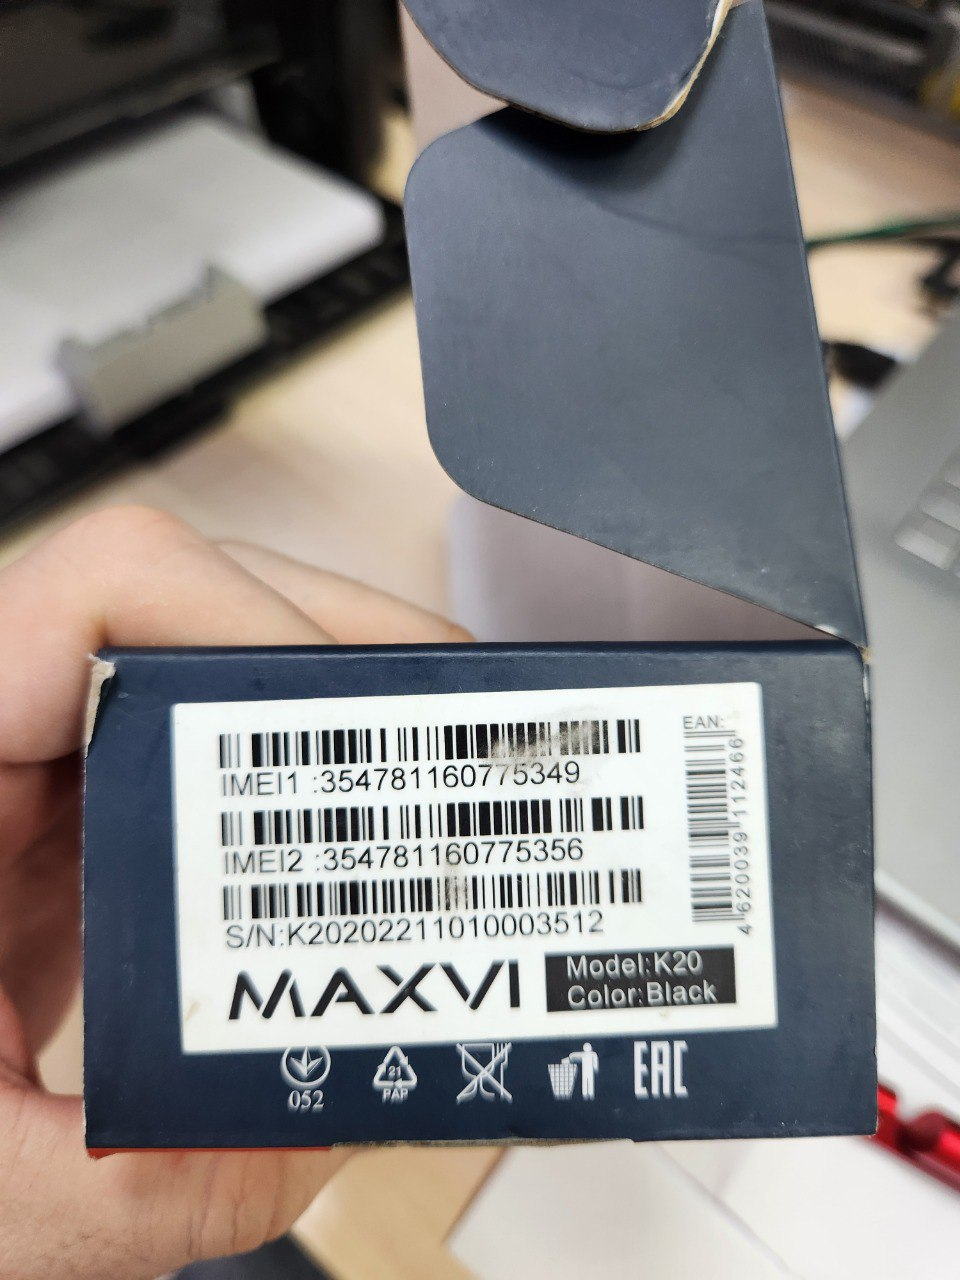 IMEI1 :354781160775349
IMEI2 :354781160775356
S/N:K20202211010003512
EAN:
4 620039 112466
MAXVI
Model:K20
Color:Black
052
21
PAP
EAC